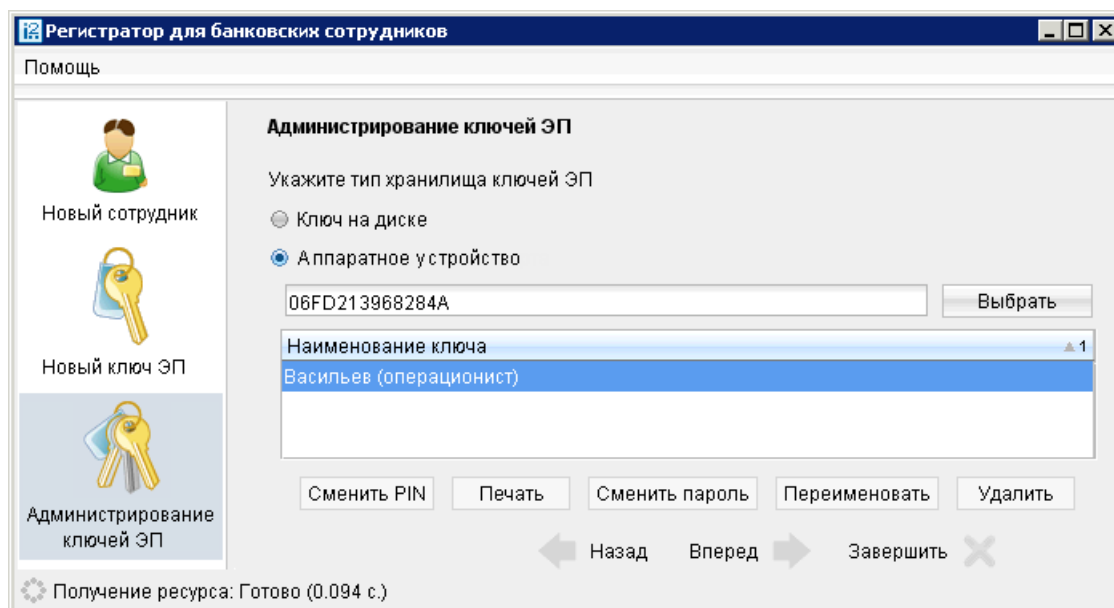 Регистратор для банковских сотрудников
Помощь
Новый сотрудник
Новый ключ ЭП
Администрирование
ключей ЭП
Администрирование ключей ЭП
Укажите тип хранилища ключей ЭП
Ключ на диске
Аппаратное устройство
06FD213968284A Выбрать
Наименование ключа 1
Васильев (операционист)
Сменить PIN Печать Сменить пароль Переименовать Удалить
Назад Вперед Завершить
Получение ресурса: Готово (0.094 с.)